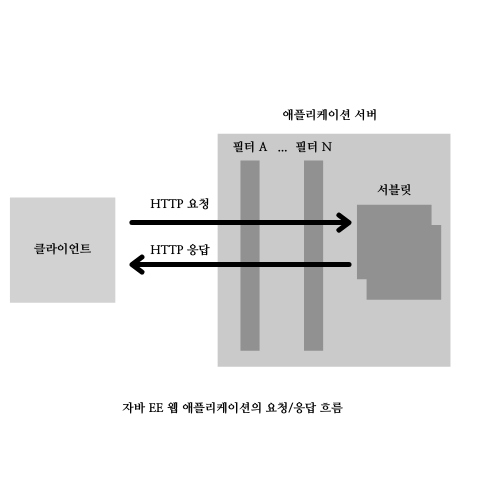 애플리케이션 서버
필터 A ... 필터 N
서블릿
HTTP 요청
클라이언트
HTTP 응답
자바 EE 웹 애플리케이션의 요청/응답 흐름